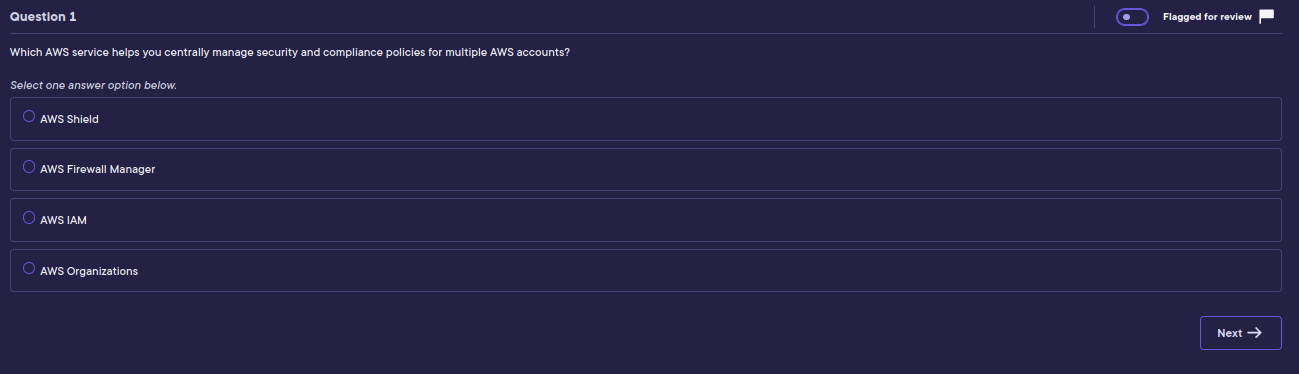 Question 1
Flagged for review
Which AWS service helps you centrally manage security and compliance policies for multiple AWS accounts?
Select one answer option below.
AWS Shield
AWS Firewall Manager
AWS IAM
AWS Organizations
Next